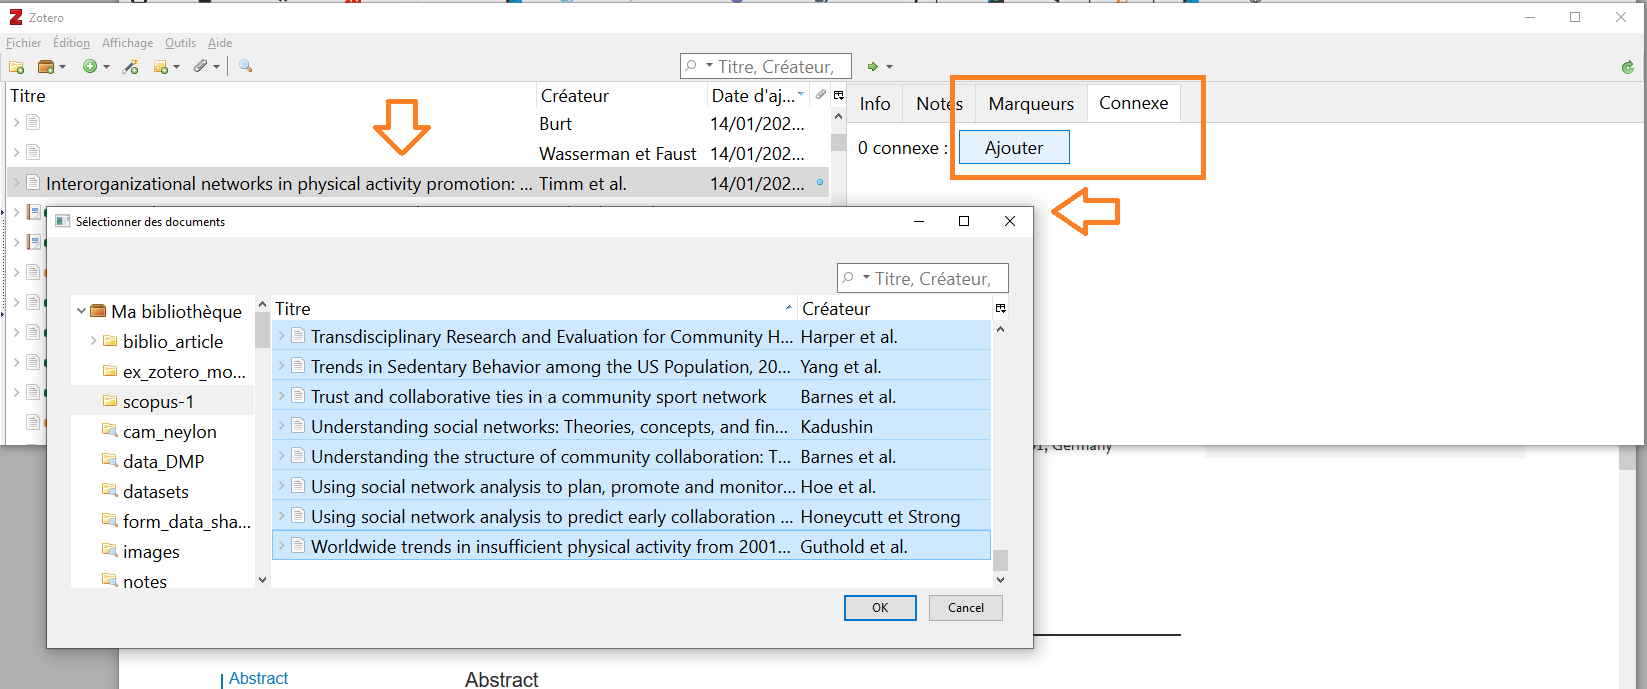 Zotero
Fichier Édition Affichage Outils Aide
Titre, Créateur,
Titre Créateur Date d'aj...
Info Notes Marqueurs Connexe
Burt 14/01/202...
0 connexe : Ajouter
Wasserman et Faust 14/01/202...
Interorganizational networks in physical activity promotion: ... Timm et al. 14/01/202...
Sélectionner des documents
Titre, Créateur,
Ma bibliothèque
biblio_article
ex_zotero_mo...
scopus-1
cam_neylon
data_DMP
datasets
form_data_sha...
images
notes
Titre Créateur
Transdisciplinary Research and Evaluation for Community H... Harper et al.
Trends in Sedentary Behavior among the US Population, 20... Yang et al.
Trust and collaborative ties in a community sport network Barnes et al.
Understanding social networks: Theories, concepts, and fin... Kadushin
Understanding the structure of community collaboration: T... Barnes et al.
Using social network analysis to plan, promote and monitor... Hoe et al.
Using social network analysis to predict early collaboration ... Honeycutt et Strong
Worldwide trends in insufficient physical activity from 2001... Guthold et al.
OK Cancel
Germany
Abstract Abstract